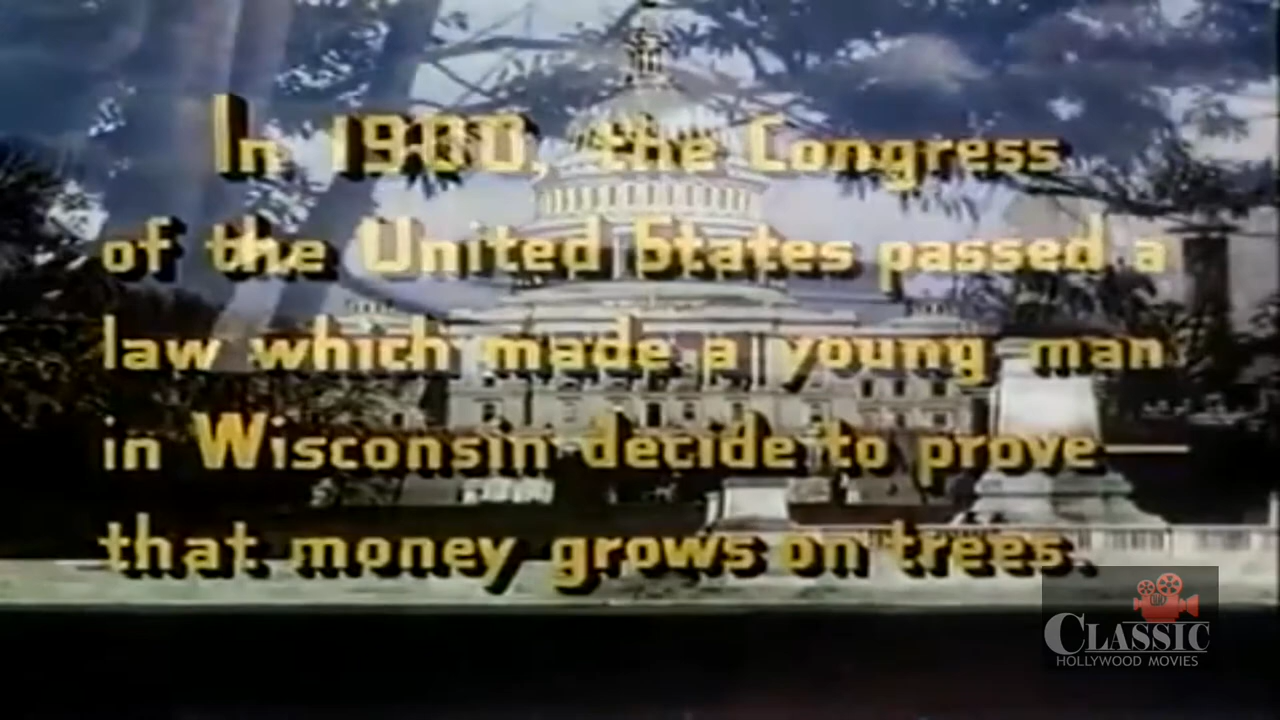 In 1900, the Congress
of the United States passed a
law which made a young man
in Wisconsin decide to prove—
that money grows on trees.
CLASSIC
HOLLYWOOD MOVIES